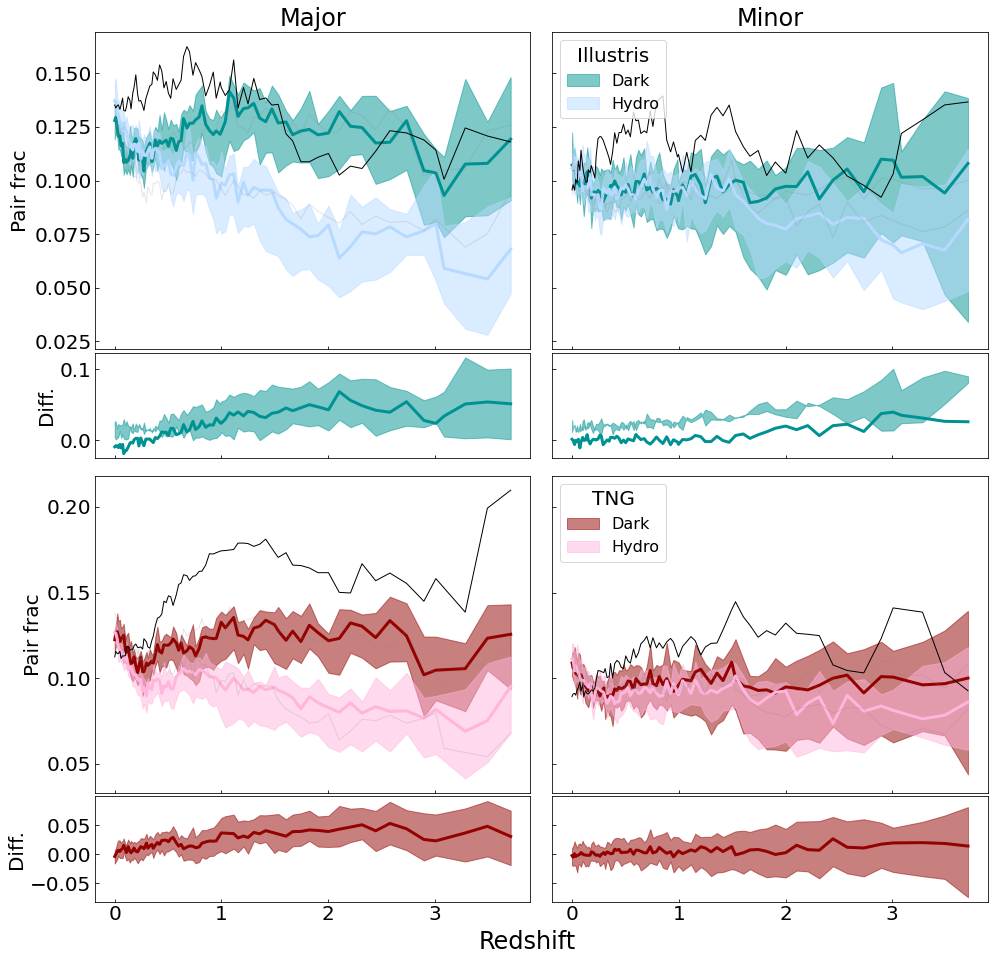 Major
Minor
0.150
0.125
0.100
0.075
0.050
0.025
Pair frac
Illustris
Dark
Hydro
0.1
0.0
Diff.
0.20
0.15
0.10
0.05
Pair frac
TNG
Dark
Hydro
0.05
0.00
−0.05
Diff.
0 1 2 3
0 1 2 3
Redshift